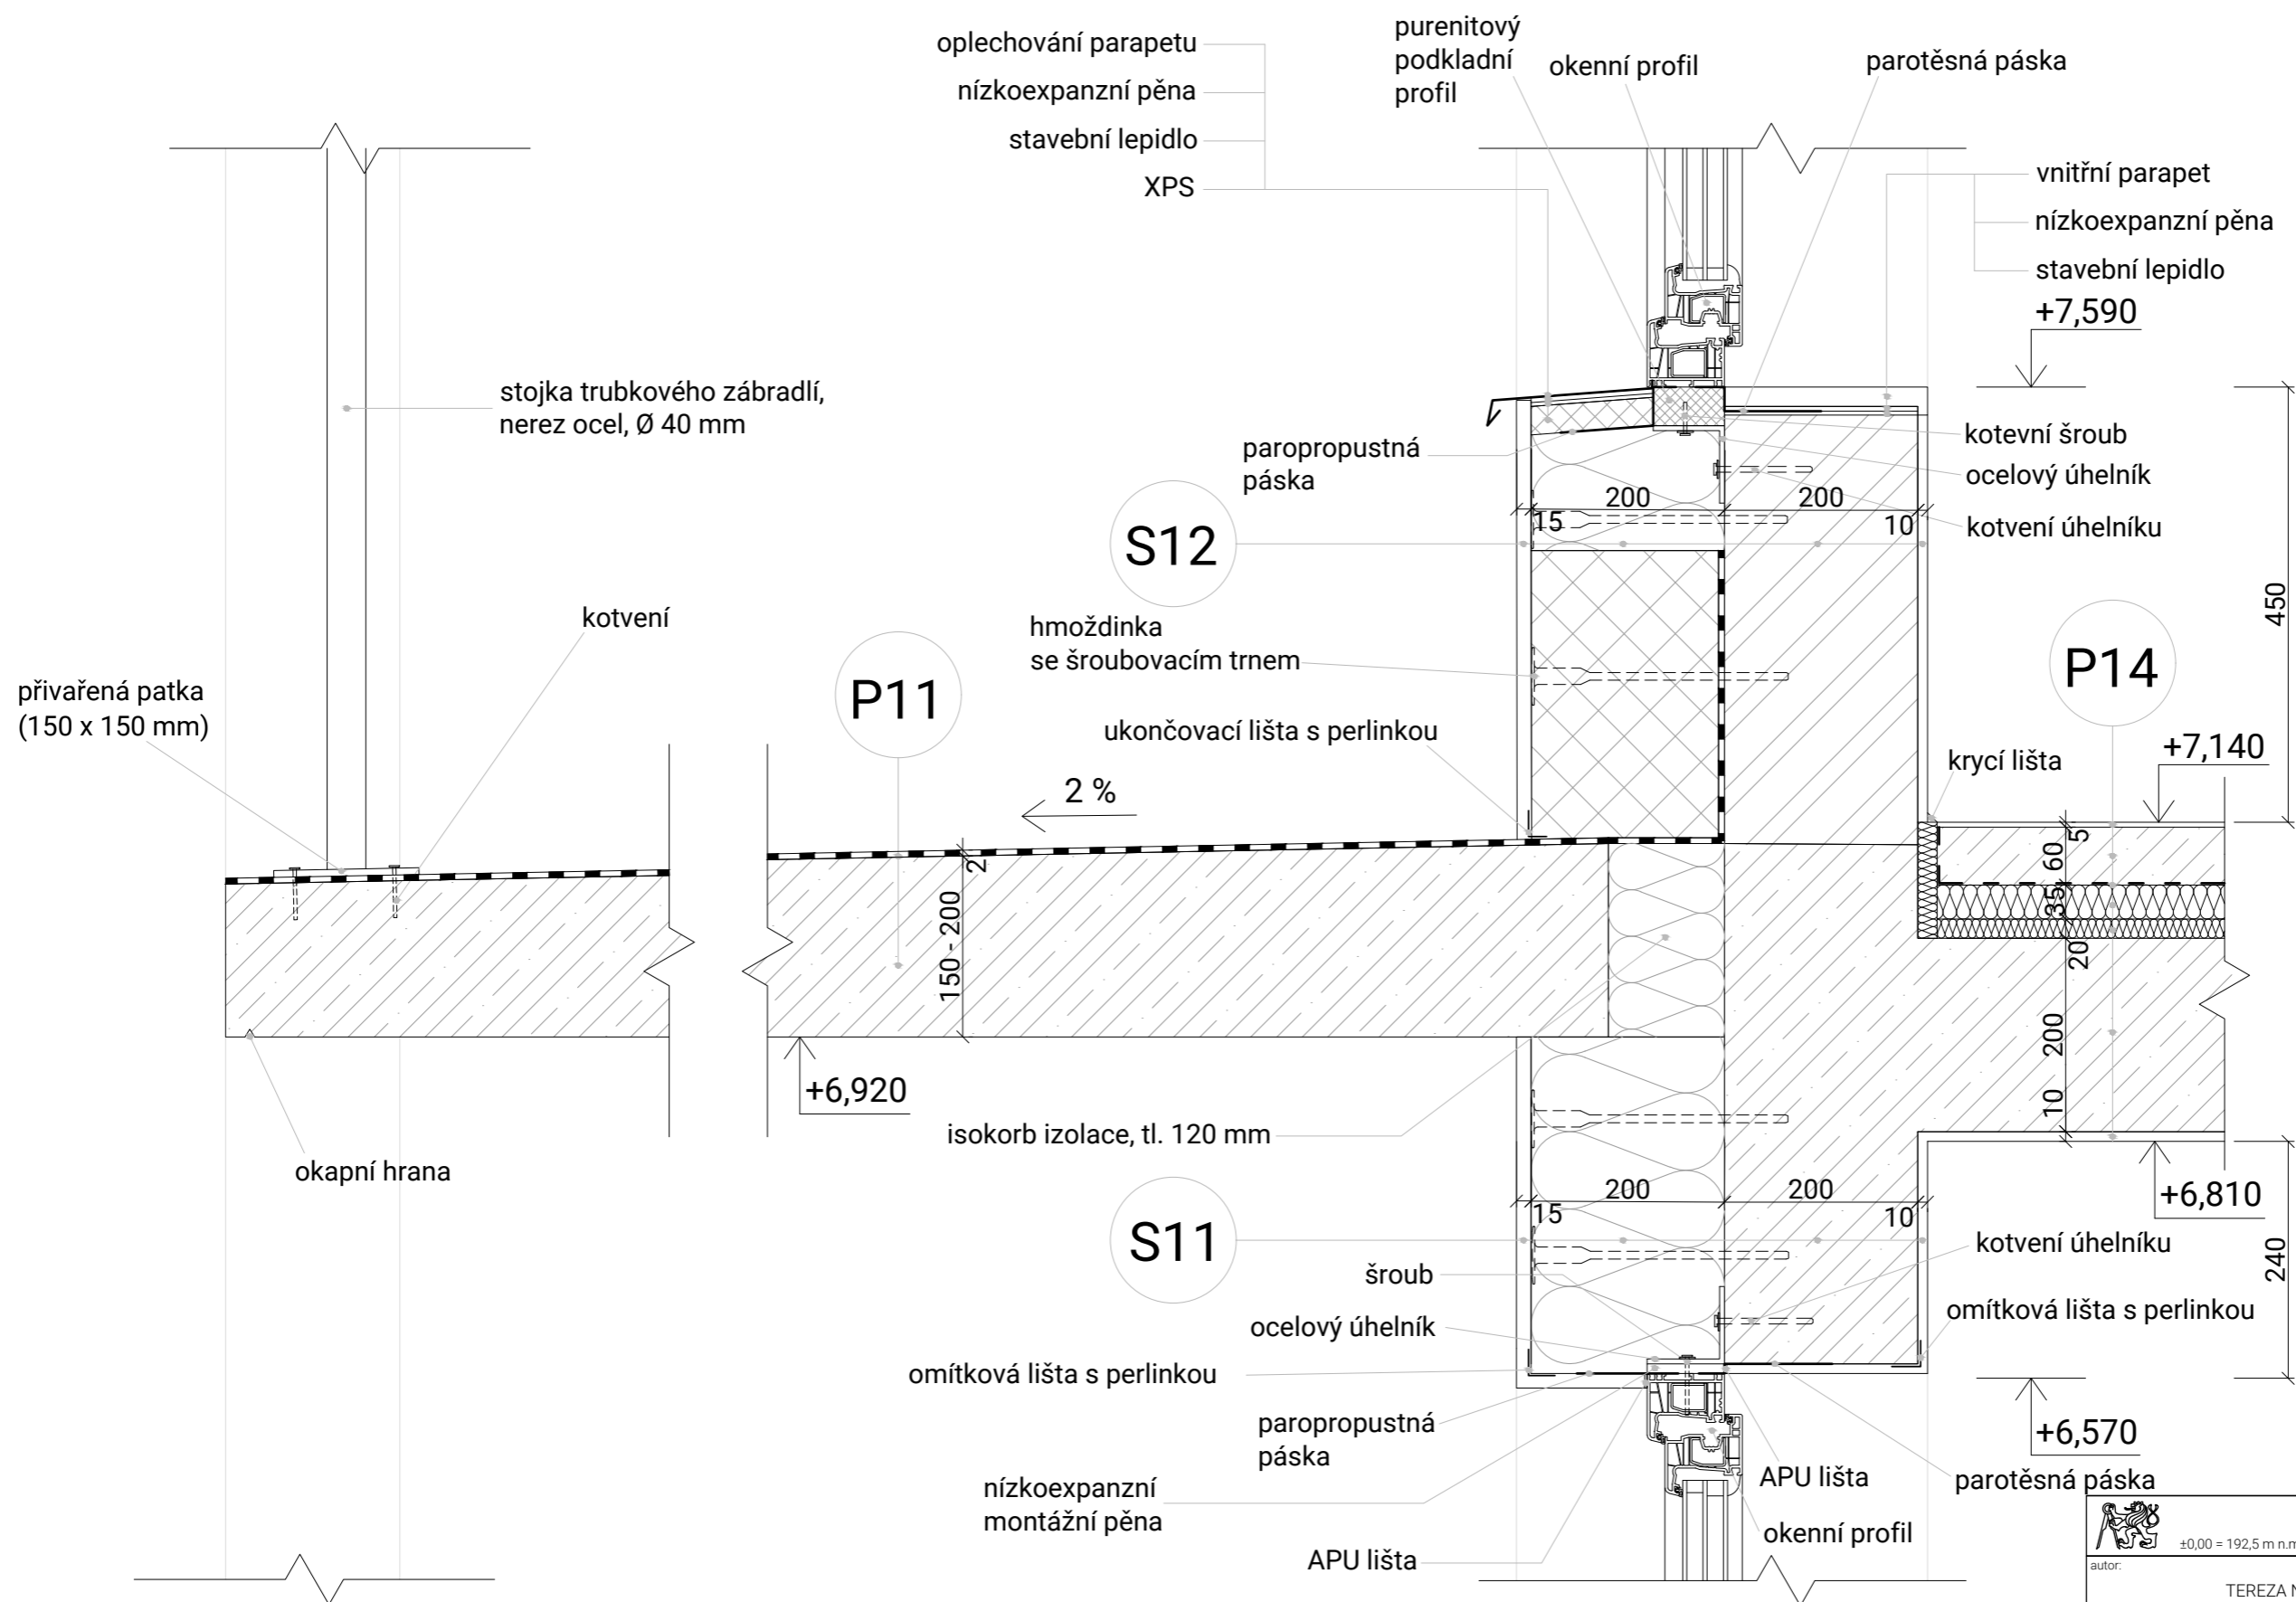 oplechování parapetu
nízkoexpanzní pěna
stavební lepidlo
XPS
purenitový
podkladní
profil
okenní profil
parotěsná páska
vnitřní parapet
nízkoexpanzní pěna
stavební lepidlo
+7,590
stojka trubkového zábradlí,
nerez ocel, Ø 40 mm
paropropustná
páska
kotevní šroub
ocelový úhelník
kotvení úhelníku
200
200
15
10
S12
450
kotvení
hmoždinka
se šroubovacím trnem
P11
P14
přivařená patka
(150 x 150 mm)
ukončovací lišta s perlinkou
krycí lišta
+7,140
2 %
2
150 - 200
5
60
35
20
200
10
+6,920
isokorb izolace, tl. 120 mm
okapní hrana
+6,810
200
200
15
10
S11
240
kotvení úhelníku
šroub
ocelový úhelník
omítková lišta s perlinkou
omítková lišta s perlinkou
paropropustná
páska
+6,570
nízkoexpanzní
montážní pěna
APU lišta
parotěsná páska
okenní profil
APU lišta
±0,00 = 192,5 m n.m
autor:
TEREZA N